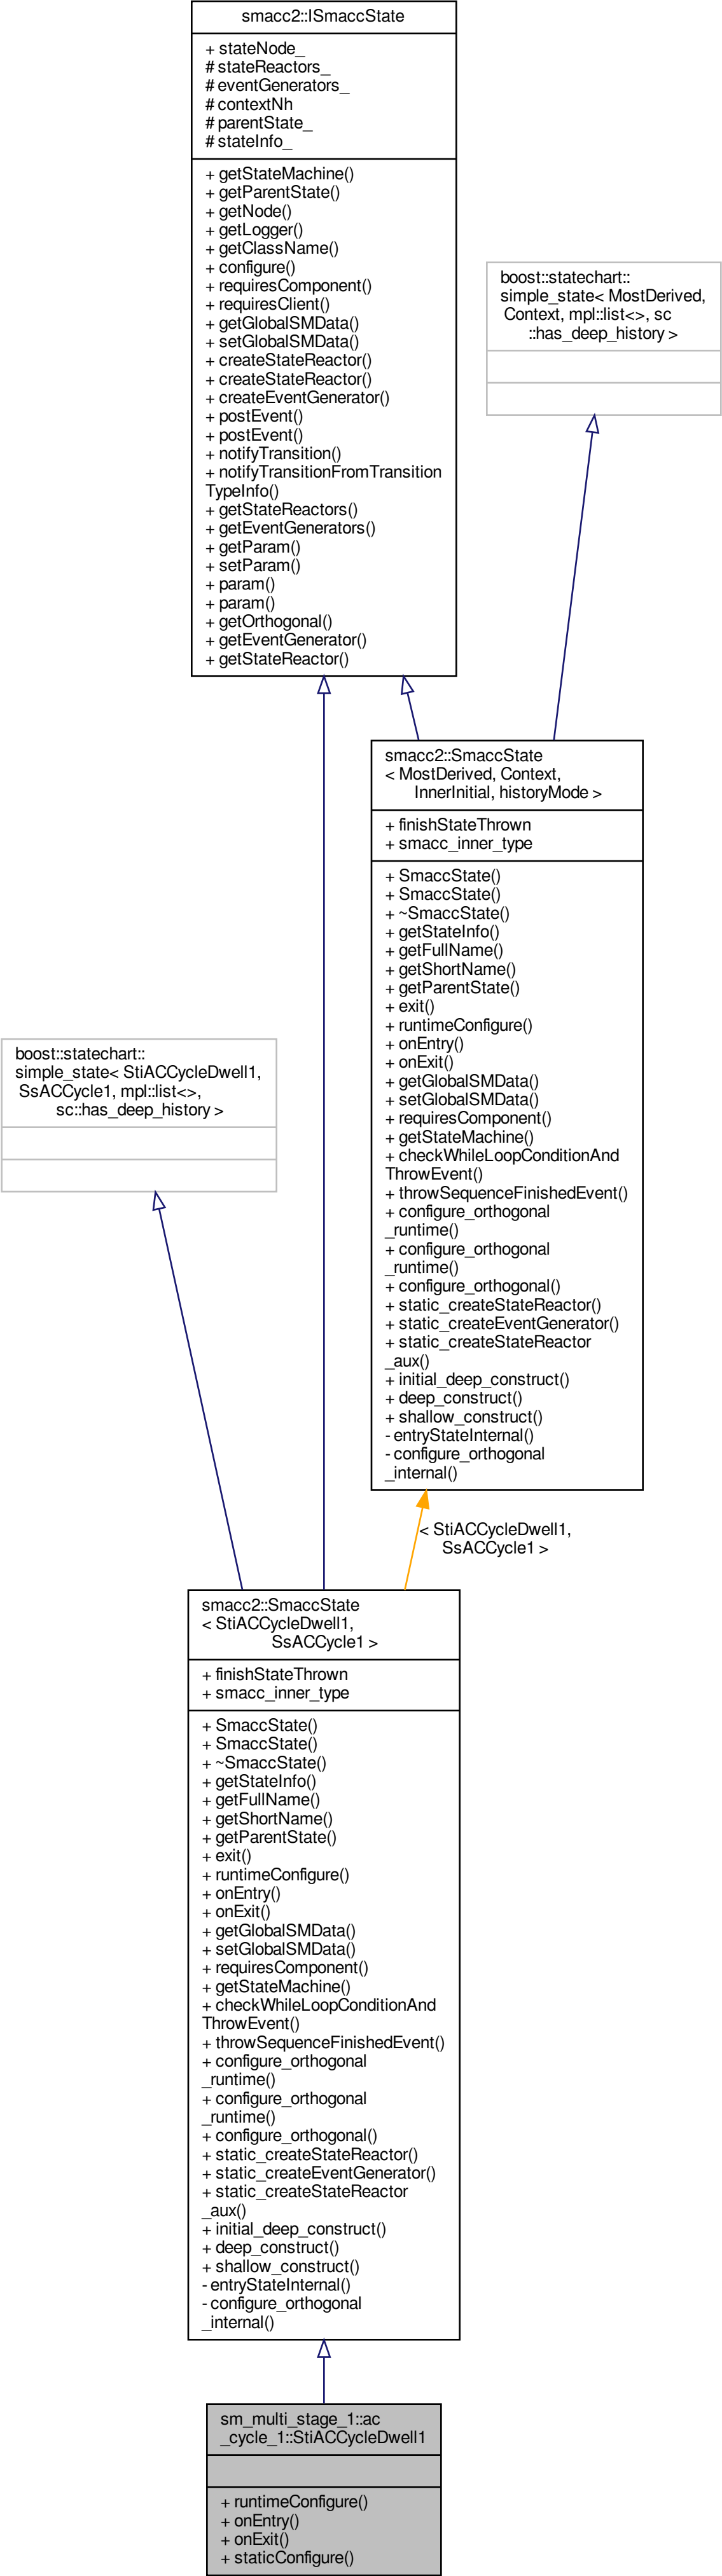 smacc2::ISmaccState
+ stateNode_
# stateReactors_
# eventGenerators_
# contextNh
# parentState_
# stateInfo_
+ getStateMachine()
+ getParentState()
+ getNode()
+ getLogger()
+ getClassName()
+ configure()
+ requiresComponent()
+ requiresClient()
+ getGlobalSMData()
+ setGlobalSMData()
+ createStateReactor()
+ createStateReactor()
+ createEventGenerator()
+ postEvent()
+ postEvent()
+ notifyTransition()
+ notifyTransitionFromTransition
TypeInfo()
+ getStateReactors()
+ getEventGenerators()
+ getParam()
+ setParam()
+ param()
+ param()
+ getOrthogonal()
+ getEventGenerator()
+ getStateReactor()
boost::statechart::
simple_state< MostDerived,
Context, mpl::list<>, sc
::has_deep_history >
smacc2::SmaccState
< MostDerived, Context,
InnerInitial, historyMode >
+ finishStateThrown
+ smacc_inner_type
+ SmaccState()
+ SmaccState()
+ ~SmaccState()
+ getStateInfo()
+ getFullName()
+ getShortName()
+ getParentState()
+ exit()
+ runtimeConfigure()
+ onEntry()
+ onExit()
+ getGlobalSMData()
+ setGlobalSMData()
+ requiresComponent()
+ getStateMachine()
+ checkWhileLoopConditionAnd
ThrowEvent()
+ throwSequenceFinishedEvent()
+ configure_orthogonal
_runtime()
+ configure_orthogonal
_runtime()
+ configure_orthogonal()
+ static_createStateReactor()
+ static_createEventGenerator()
+ static_createStateReactor
_aux()
+ initial_deep_construct()
+ deep_construct()
+ shallow_construct()
- entryStateInternal()
- configure_orthogonal
_internal()
boost::statechart::
simple_state< StiACCycleDwell1,
SsACCycle1, mpl::list<>,
sc::has_deep_history >
< StiACCycleDwell1,
SsACCycle1 >
smacc2::SmaccState
< StiACCycleDwell1,
SsACCycle1 >
+ finishStateThrown
+ smacc_inner_type
+ SmaccState()
+ SmaccState()
+ ~SmaccState()
+ getStateInfo()
+ getFullName()
+ getShortName()
+ getParentState()
+ exit()
+ runtimeConfigure()
+ onEntry()
+ onExit()
+ getGlobalSMData()
+ setGlobalSMData()
+ requiresComponent()
+ getStateMachine()
+ checkWhileLoopConditionAnd
ThrowEvent()
+ throwSequenceFinishedEvent()
+ configure_orthogonal
_runtime()
+ configure_orthogonal
_runtime()
+ configure_orthogonal()
+ static_createStateReactor()
+ static_createEventGenerator()
+ static_createStateReactor
_aux()
+ initial_deep_construct()
+ deep_construct()
+ shallow_construct()
- entryStateInternal()
- configure_orthogonal
_internal()
sm_multi_stage_1::ac
_cycle_1::StiACCycleDwell1
+ runtimeConfigure()
+ onEntry()
+ onExit()
+ staticConfigure()